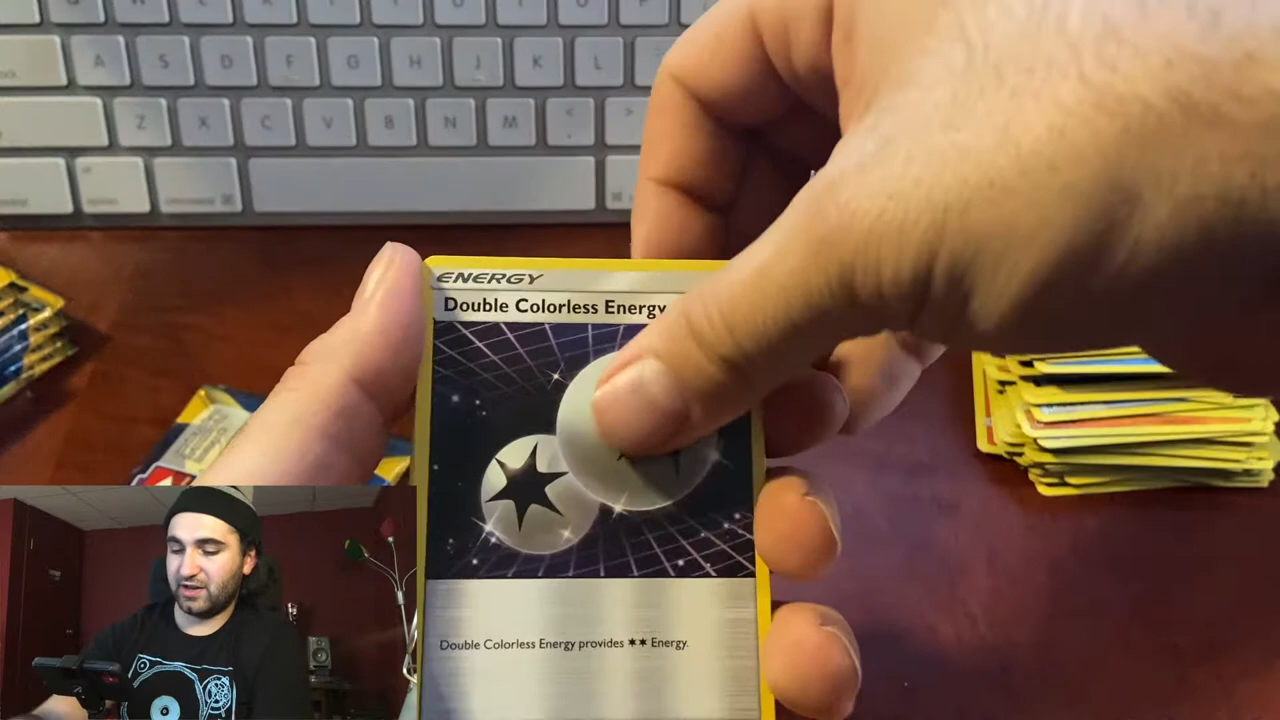 A S D F G H J K L
Z X C V B N M < >
ENERGY
Double Colorless Energy
Double Colorless Energy provides ✶✶ Energy.